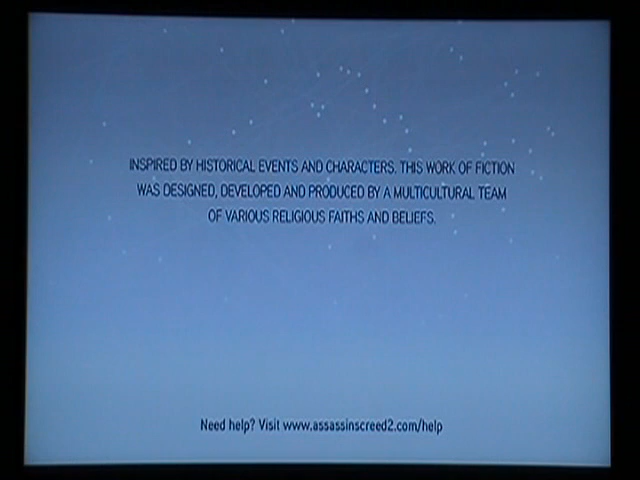 INSPIRED BY HISTORICAL EVENTS AND CHARACTERS. THIS WORK OF FICTION
WAS DESIGNED, DEVELOPED AND PRODUCED BY A MULTICULTURAL TEAM
OF VARIOUS RELIGIOUS FAITHS AND BELIEFS.
Need help? Visit www.assassinscreed2.com/help